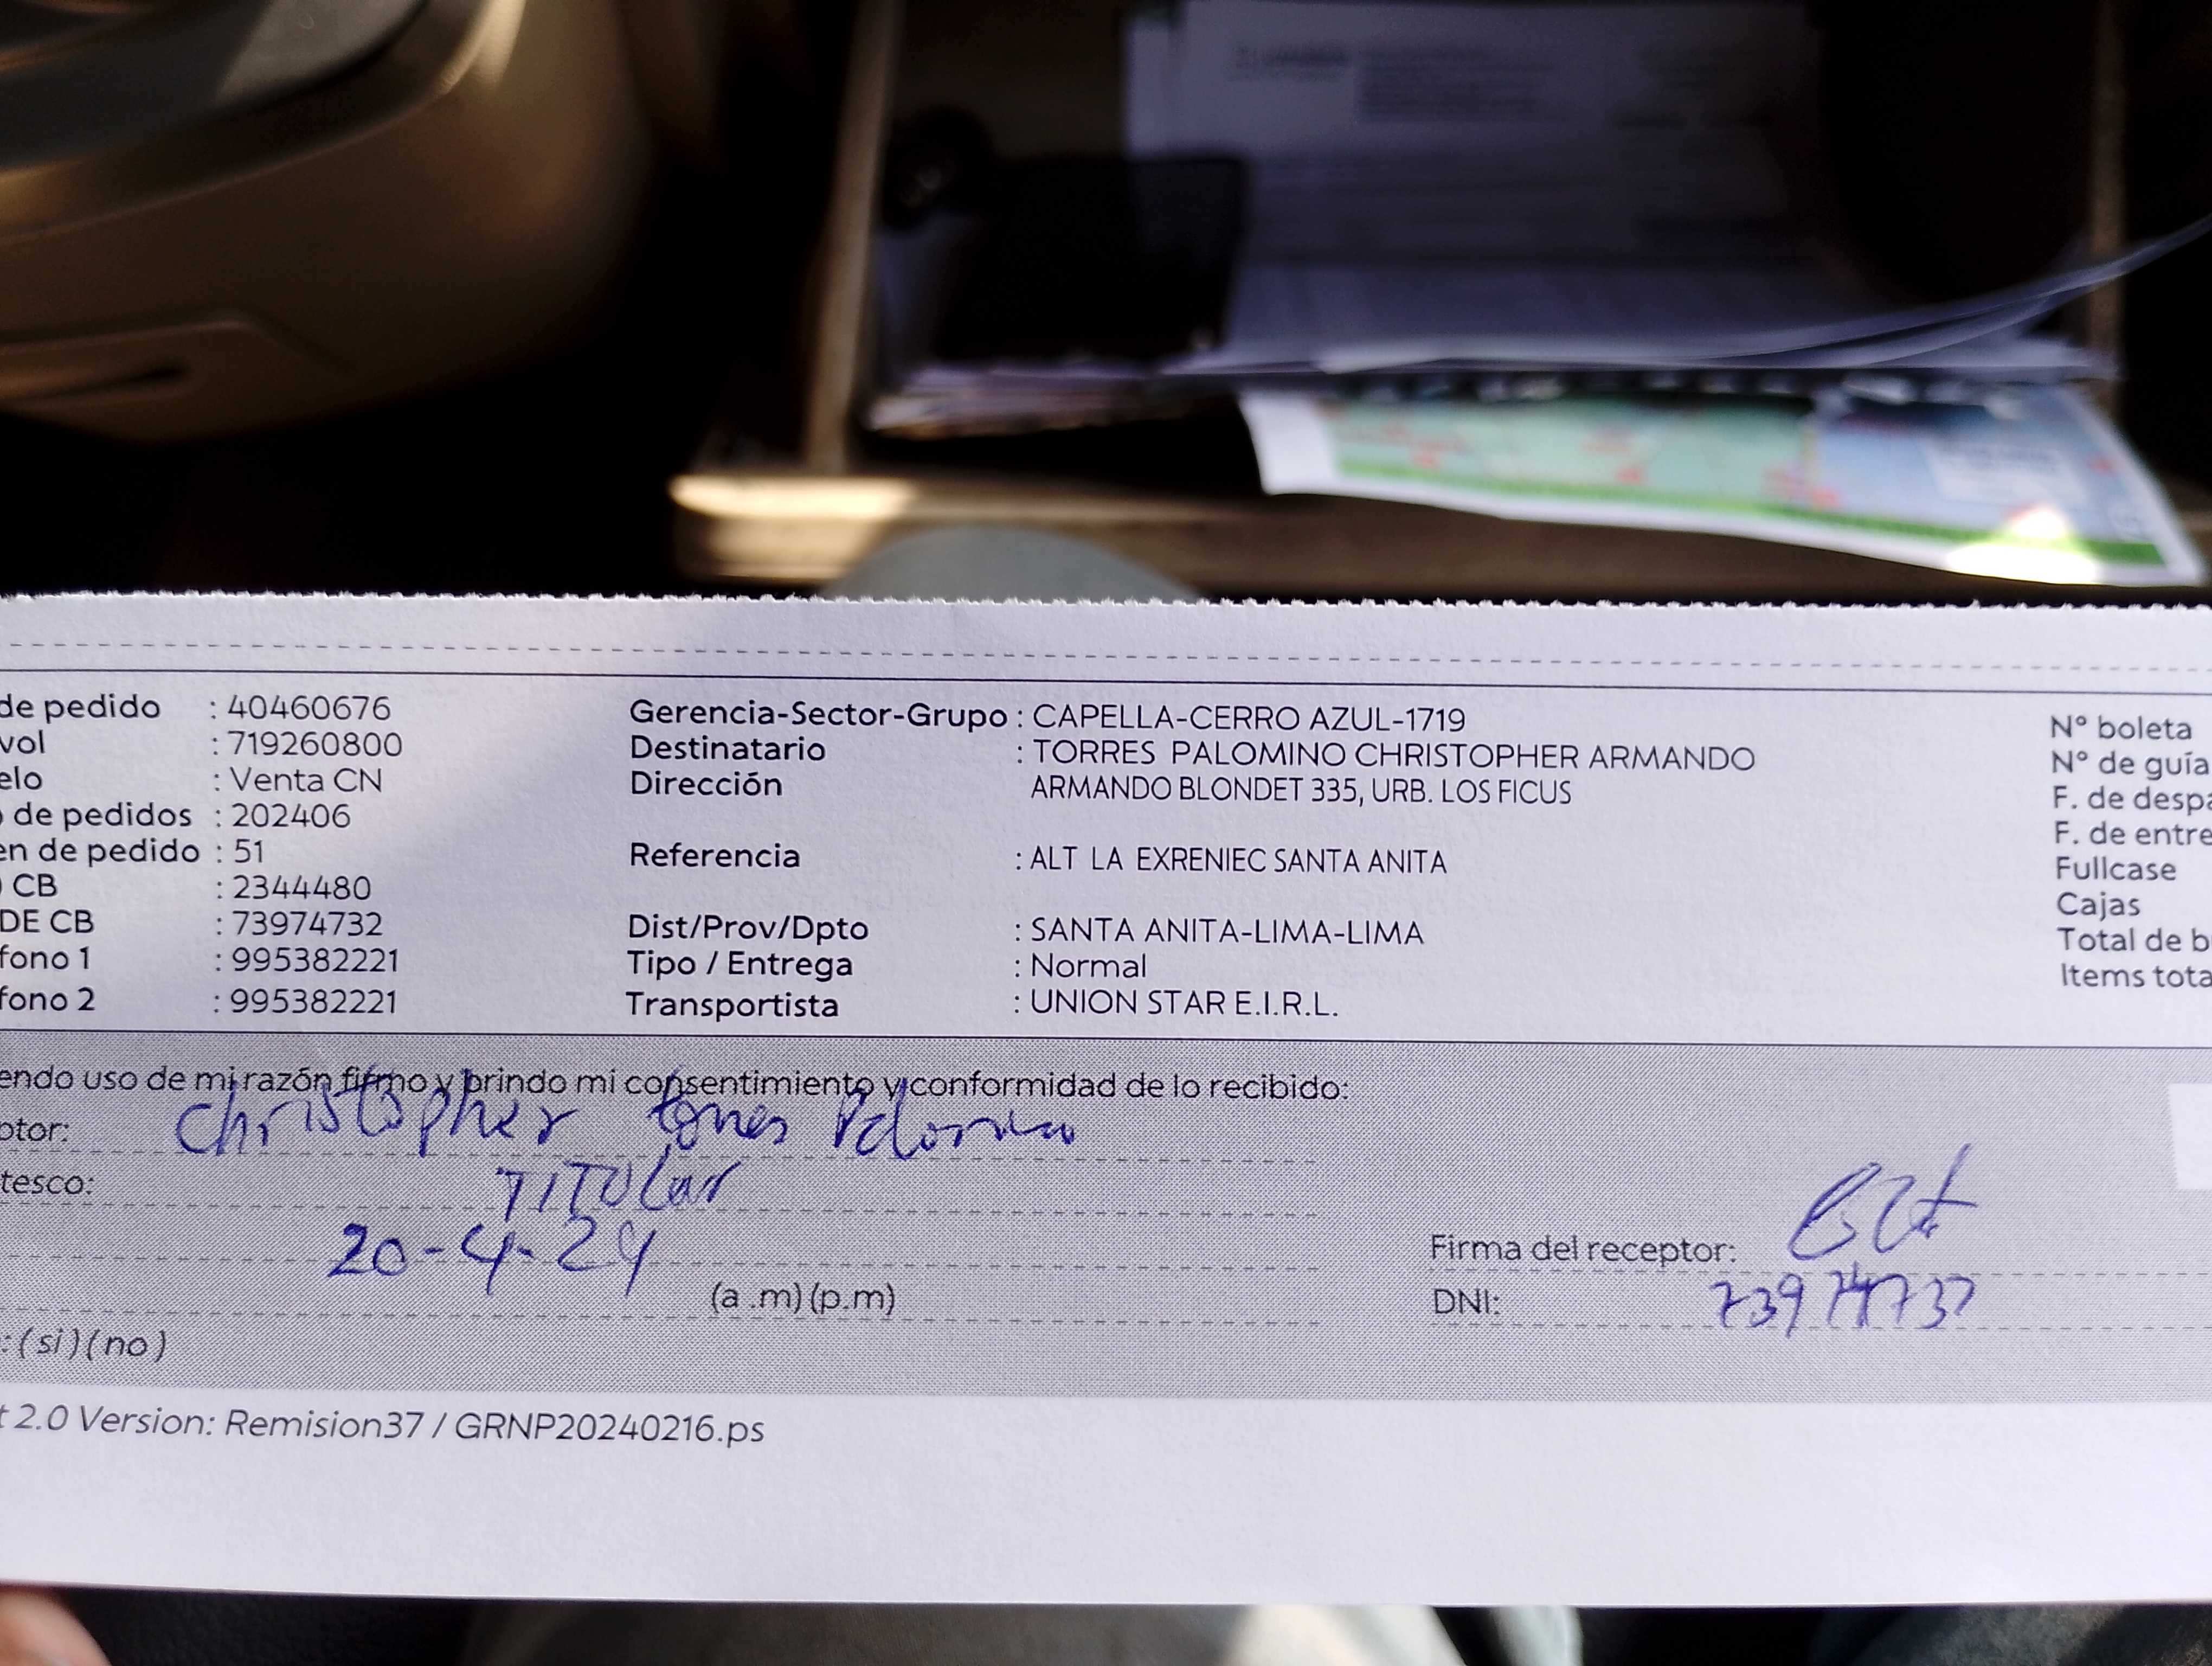 de pedido : 40460676
vol : 719260800
elo : Venta CN
de pedidos : 202406
en de pedido : 51
CB : 2344480
DE CB : 73974732
fono 1 : 995382221
fono 2 : 995382221
Gerencia-Sector-Grupo : CAPELLA-CERRO AZUL-1719
Destinatario : TORRES PALOMINO CHRISTOPHER ARMANDO
Dirección ARMANDO BLONDET 335, URB. LOS FICUS
Referencia : ALT LA EXRENIEC SANTA ANITA
Dist/Prov/Dpto : SANTA ANITA-LIMA-LIMA
Tipo / Entrega : Normal
Transportista : UNION STAR E.I.R.L.
N° boleta
N° de guía
F. de despa
F. de entre
Fullcase
Cajas
Total de b
Items tota
endo uso de mi razón firmo y brindo mi consentimiento y conformidad de lo recibido:
ptor: Christopher torres Palomino
tesco: TITULar
20-4-24
(a .m) (p.m)
: (si) (no)
Firma del receptor:
DNI: 73974732
t 2.0 Version: Remision37 / GRNP20240216.ps